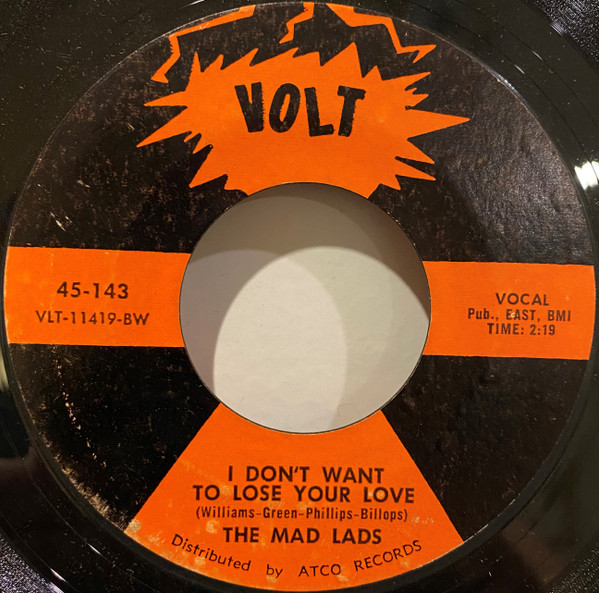 VOLT
45-143
VLT-11419-BW
VOCAL
Pub., EAST, BMI
TIME: 2:19
I DON'T WANT
TO LOSE YOUR LOVE
(Williams-Green-Phillips-Billops)
THE MAD LADS
Distributed by ATCO RECORDS